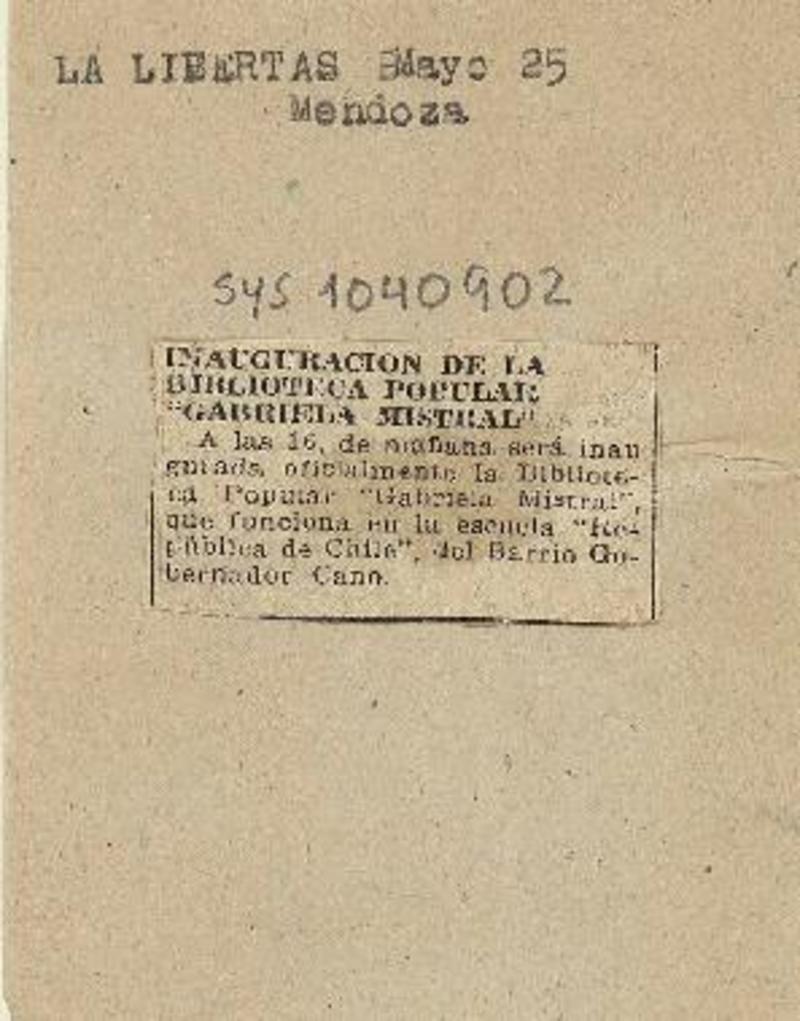 LA LIBERTAS Mayo 25
Mendoza
sys 1040902
INAUGURACION DE LA
BIBLIOTECA POPULAR
"GABRIELA MISTRAL"
A las 16, de mañana será inau
gurada, oficialmente la Bibliote-
ca Popular "Gabriela Mistral",
que funciona en la escuela "Re-
pública de Chile", del Barrio Go-
bernador Cano.